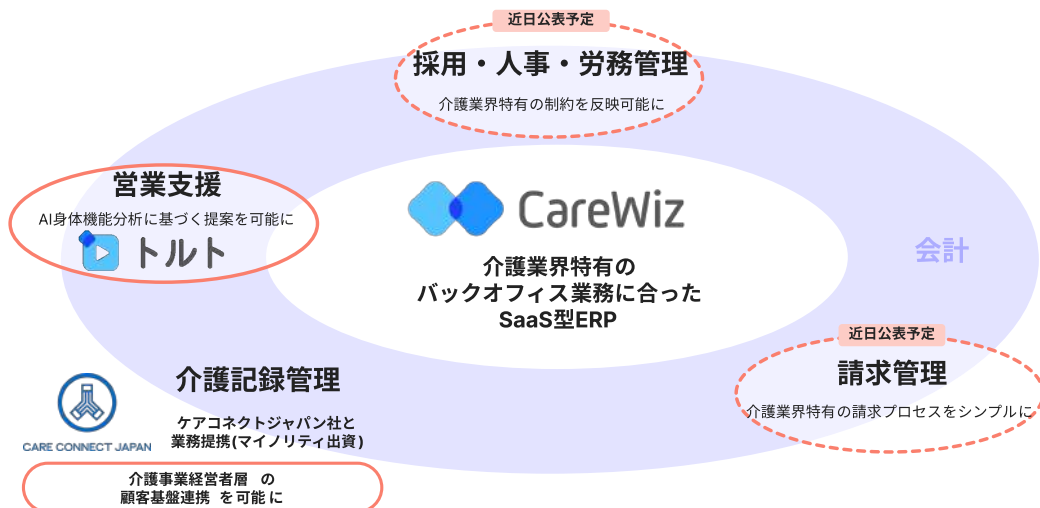 近日公表予定
採用・人事・労務管理
介護業界特有の制約を反映可能に
営業支援
AI身体機能分析に基づく提案を可能に
トルト
CareWiz
介護業界特有の
バックオフィス業務に合った
SaaS型ERP
会計
近日公表予定
請求管理
介護業界特有の請求プロセスをシンプルに
介護記録管理
CARE CONNECT JAPAN
ケアコネクトジャパン社と
業務提携(マイノリティ出資)
介護事業経営者層 の
顧客基盤連携 を可能に